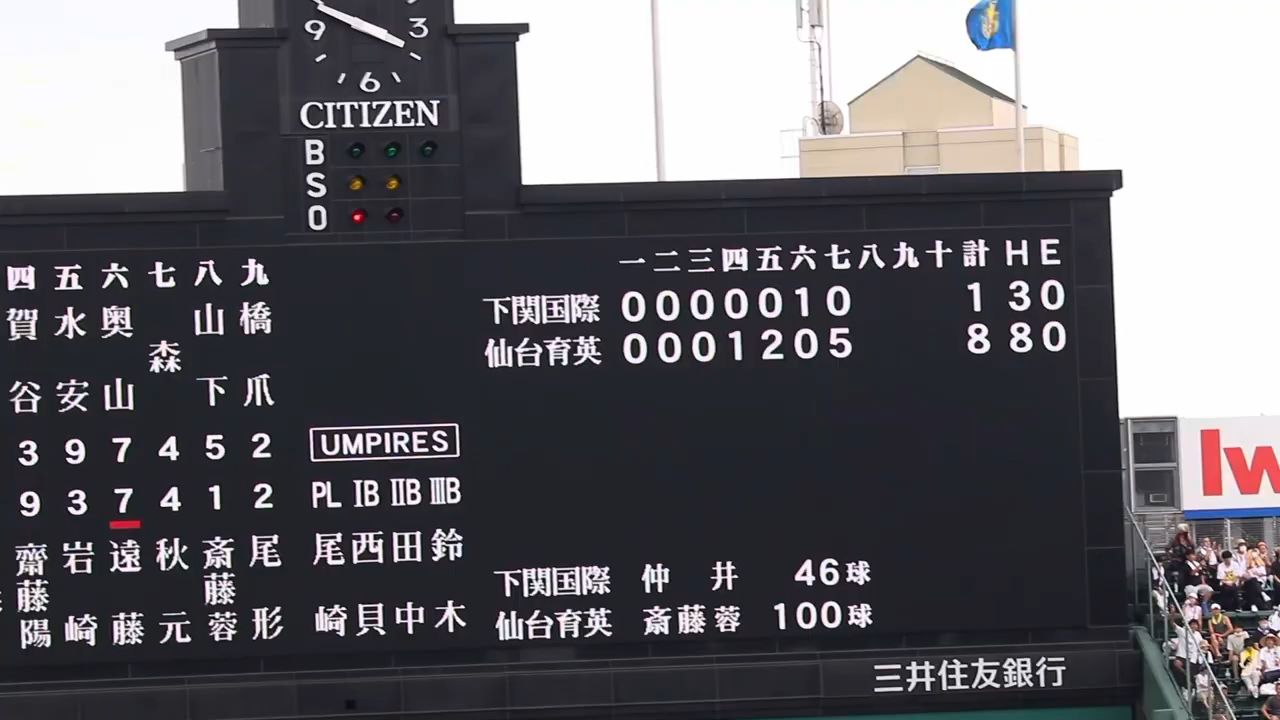 9 3
6
CITIZEN
B
S
O
四 五 六 七 八 九
賀谷 水安 奥山 森 山下 橋爪
3 9 7 4 5 2
9 3 7 4 1 2
齋藤陽 岩崎 遠藤 秋元 斎藤蓉 尾形
UMPIRES
PL IB IIB IIIB
尾崎 西貝 田中 鈴木
一 二 三 四 五 六 七 八 九 十 計 H E
下関国際 0 0 0 0 0 1 0 1 3 0
仙台育英 0 0 0 1 2 0 5 8 8 0
下関国際 仲井 46球
仙台育英 斎藤蓉 100球
三井住友銀行
Iw